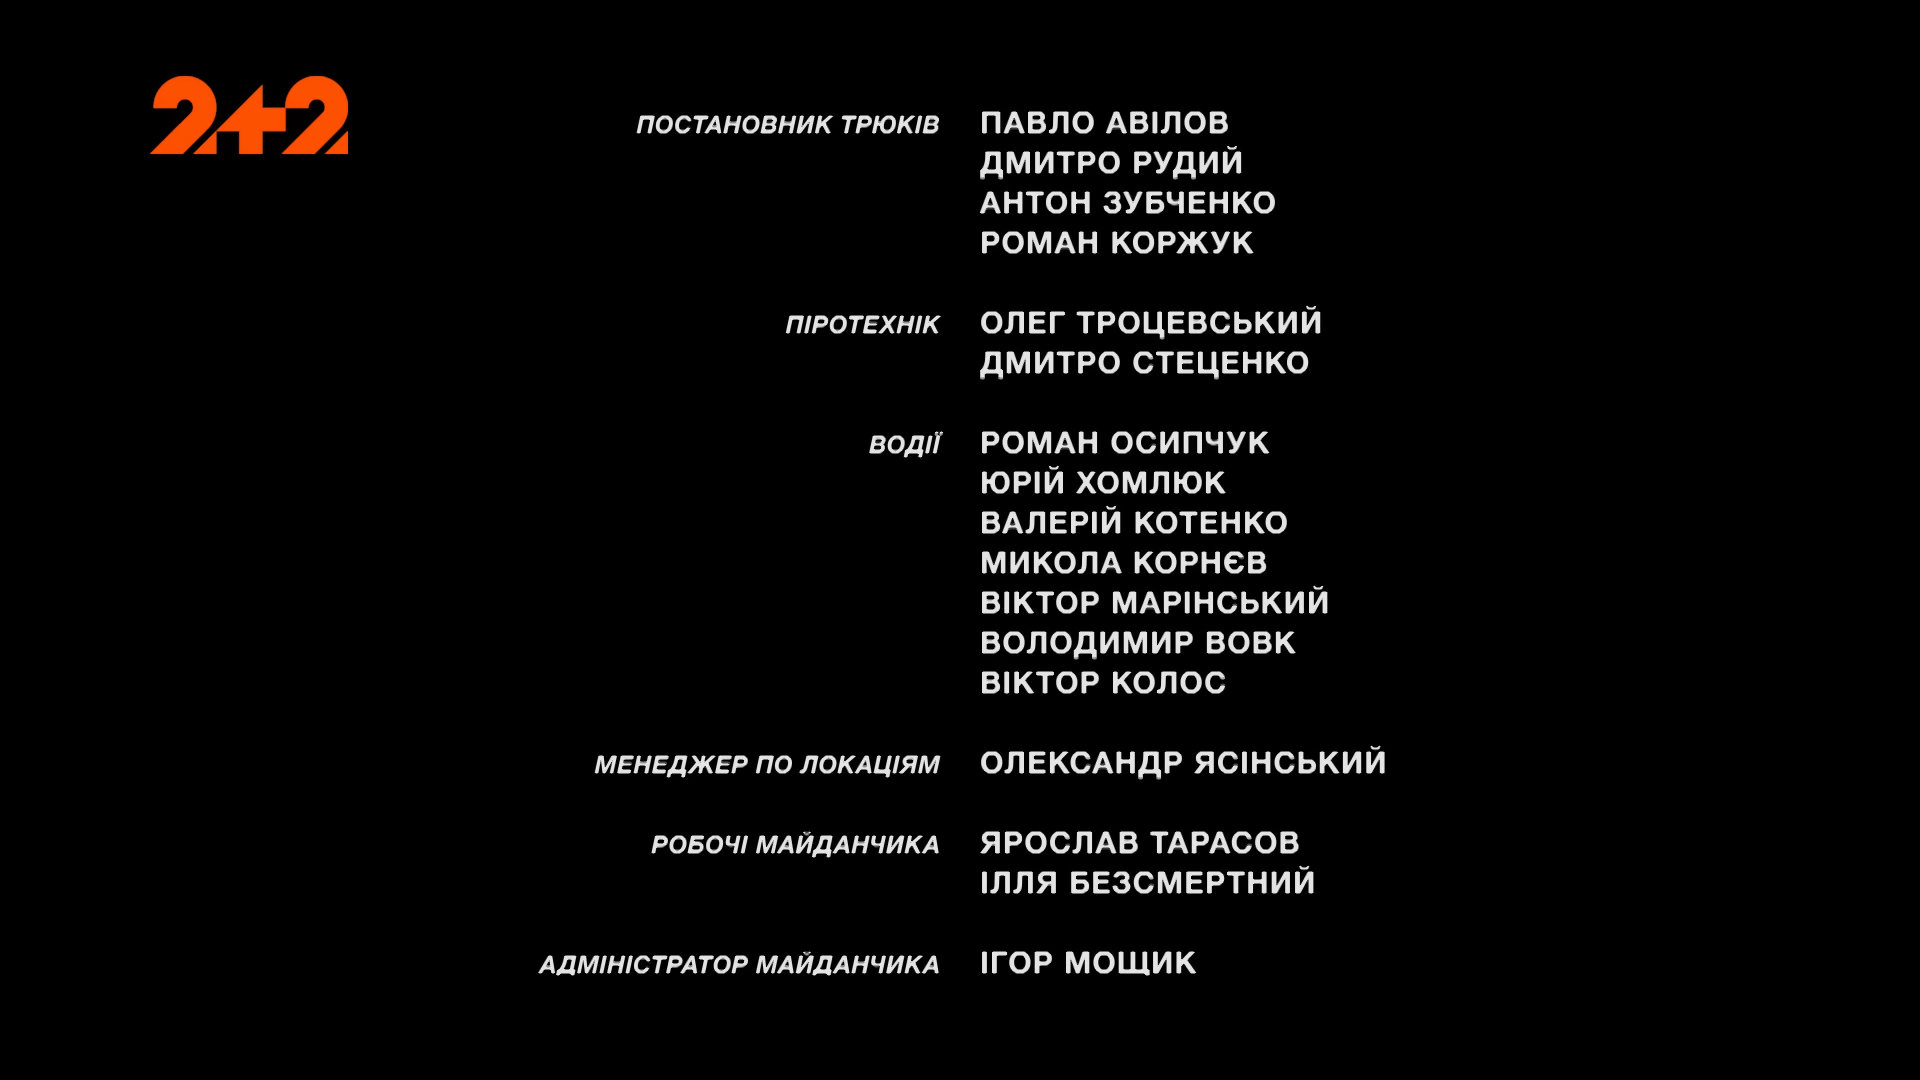 2+2
ПОСТАНОВНИК ТРЮКІВ ПАВЛО АВІЛОВ
ДМИТРО РУДИЙ
АНТОН ЗУБЧЕНКО
РОМАН КОРЖУК
ПІРОТЕХНІК ОЛЕГ ТРОЦЕВСЬКИЙ
ДМИТРО СТЕЦЕНКО
ВОДІЇ РОМАН ОСИПЧУК
ЮРІЙ ХОМЛЮК
ВАЛЕРІЙ КОТЕНКО
МИКОЛА КОРНЄВ
ВІКТОР МАРІНСЬКИЙ
ВОЛОДИМИР ВОВК
ВІКТОР КОЛОС
МЕНЕДЖЕР ПО ЛОКАЦІЯМ ОЛЕКСАНДР ЯСІНСЬКИЙ
РОБОЧІ МАЙДАНЧИКА ЯРОСЛАВ ТАРАСОВ
ІЛЛЯ БЕЗСМЕРТНИЙ
АДМІНІСТРАТОР МАЙДАНЧИКА ІГОР МОЩИК